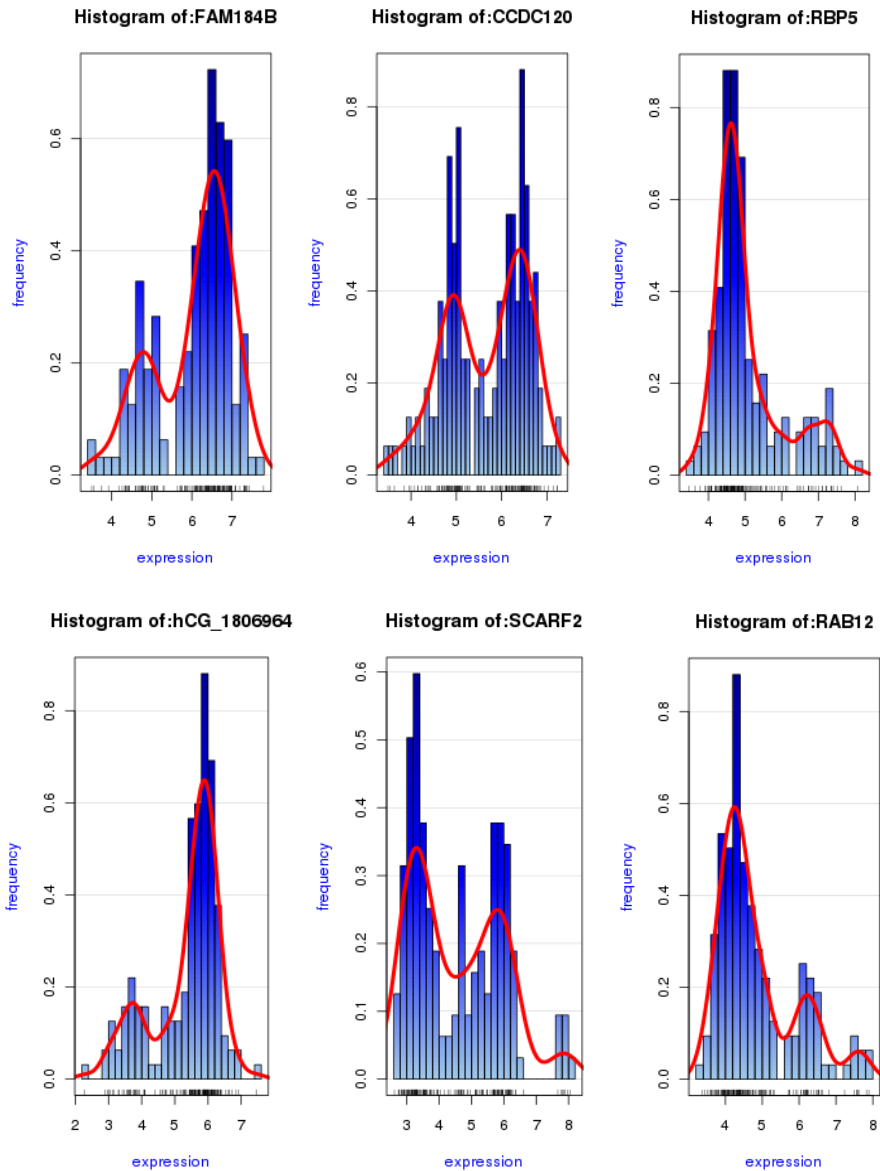 Histogram of:FAM184B
Histogram of:CCDC120
Histogram of:RBP5
frequency
0.0 0.2 0.4 0.6
4 5 6 7
expression
frequency
0.0 0.2 0.4 0.6 0.8
4 5 6 7
expression
frequency
0.0 0.2 0.4 0.6 0.8
4 5 6 7 8
expression
Histogram of:hCG_1806964
Histogram of:SCARF2
Histogram of:RAB12
frequency
0.0 0.2 0.4 0.6 0.8
2 3 4 5 6 7
expression
frequency
0.0 0.1 0.2 0.3 0.4 0.5 0.6
3 4 5 6 7 8
expression
frequency
0.0 0.2 0.4 0.6 0.8
4 5 6 7 8
expression